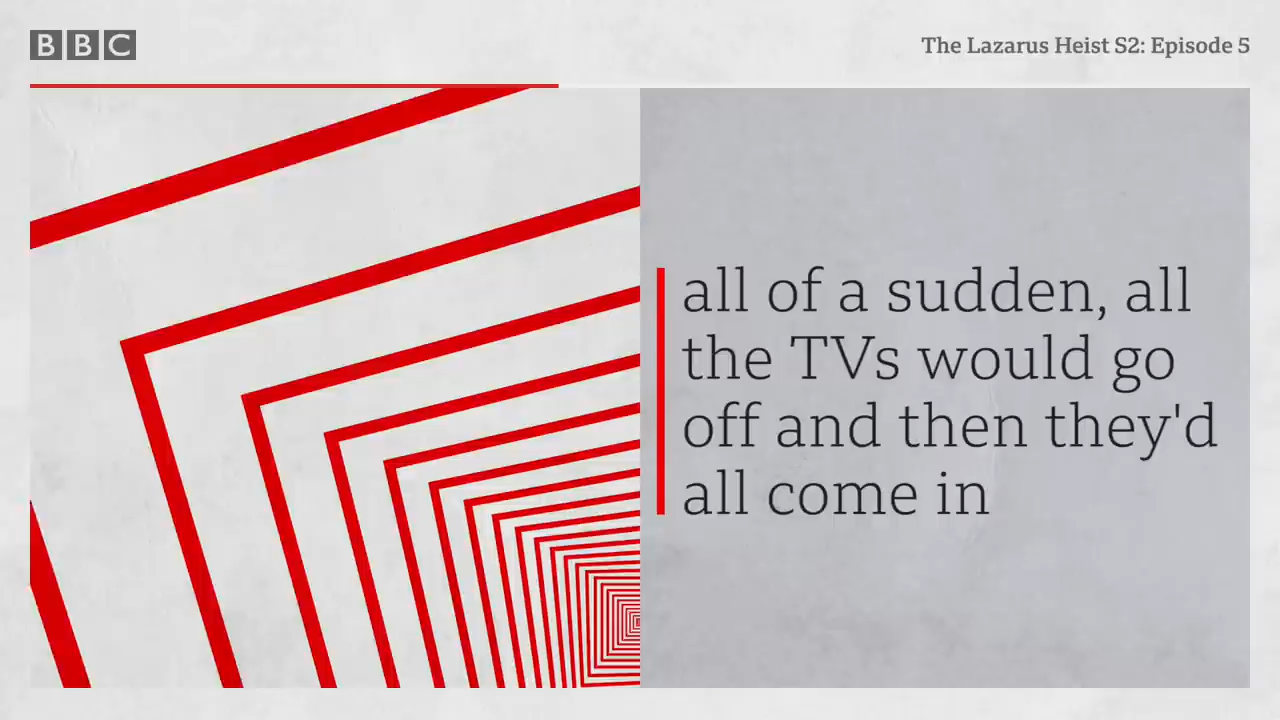 BBC
The Lazarus Heist S2: Episode 5
all of a sudden, all
the TVs would go
off and then they'd
all come in